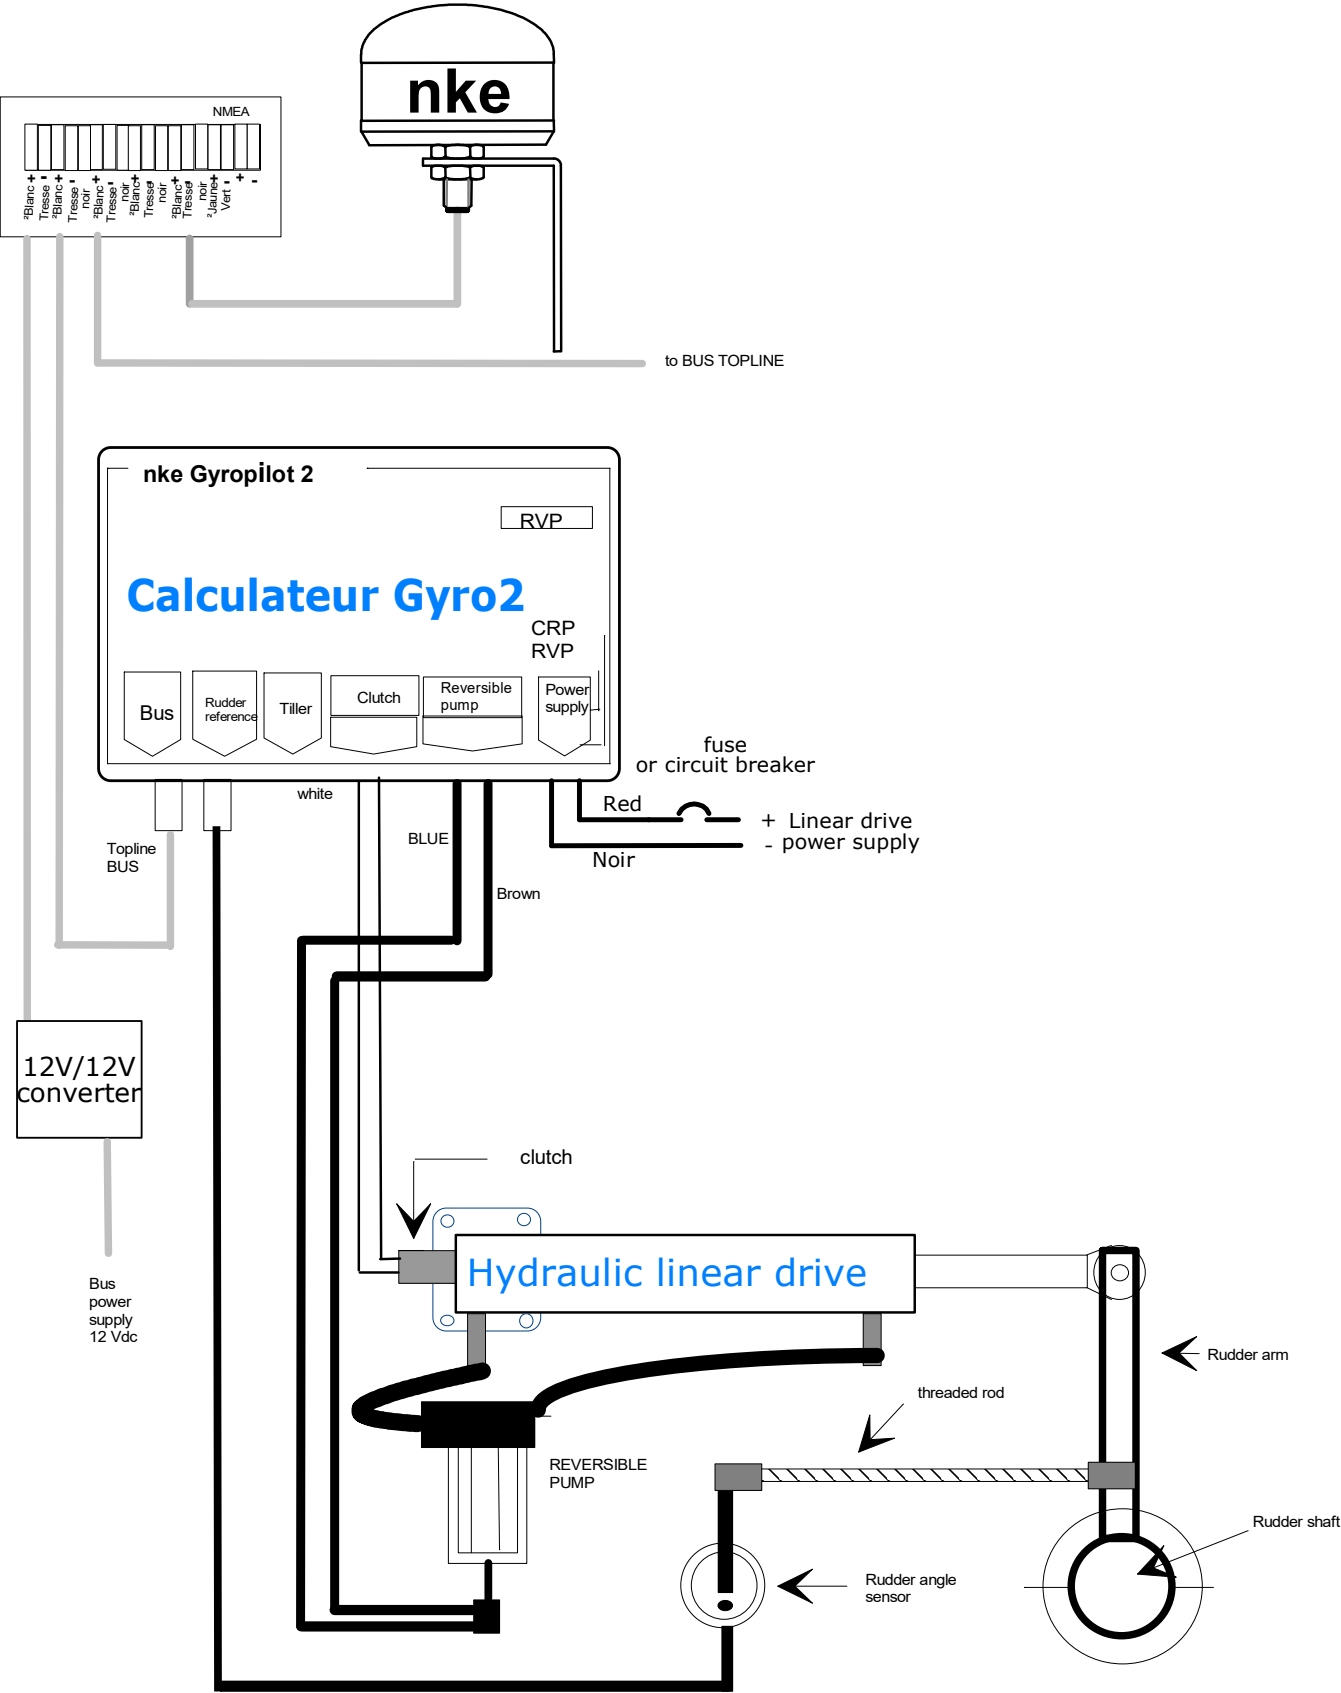 nke
NMEA
²Blanc +
Tresse -
²Blanc +
Tresse -
noir
²Blanc +
Tresse -
noir
²Blanc +
Tresse -
noir
²Blanc +
Tresse
noir
²Jaune +
Vert -
+
-
to BUS TOPLINE
nke Gyropilot 2
RVP
Calculateur Gyro2
CRP
RVP
Bus
Rudder
reference
Tiller
Clutch
Reversible
pump
Power
supply
fuse
or circuit breaker
white
Red
+ Linear drive
- power supply
BLUE
Noir
Topline
BUS
Brown
12V/12V
converter
clutch
Hydraulic linear drive
Bus
power
supply
12 Vdc
Rudder arm
threaded rod
REVERSIBLE
PUMP
Rudder shaft
Rudder angle
sensor